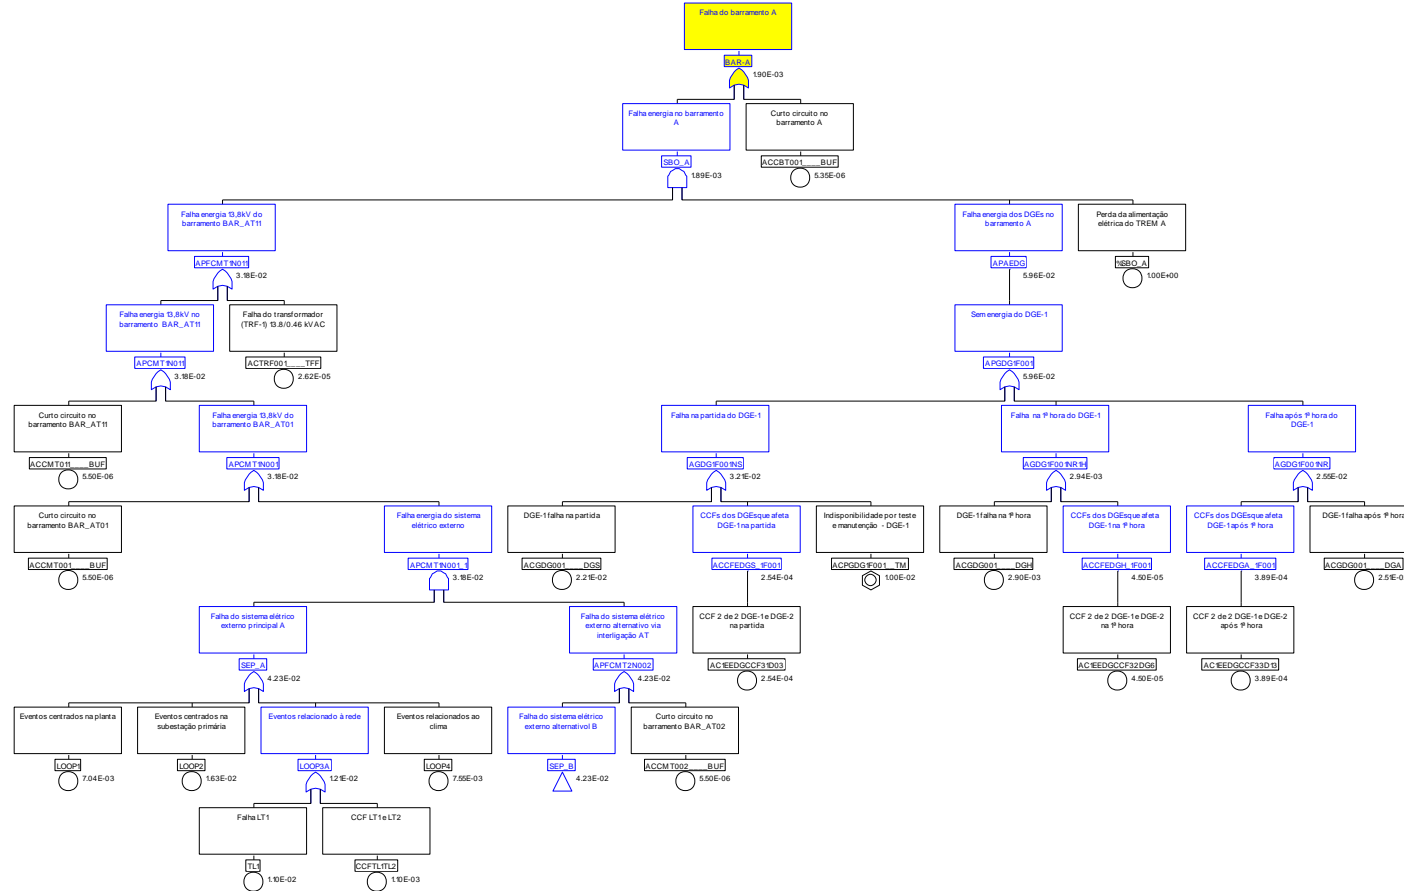 Falha do barramento A
BAR-A
1.90E-03
Falha energia no barramento
A
SBO_A
1.89E-03
Curto circuito no
barramento A
ACCBT001____BUF
5.35E-06
Falha energia 13,8kV do
barramento BAR_AT11
APFCMT1N011
3.18E-02
Falha energia dos DGEs no
barramento A
APAEDG
5.96E-02
Perda da alimentação
elétrica do TREM A
1.00E+00
Falha energia 13,8kV no
barramento BAR_AT11
APCMT1N011
3.18E-02
Falha do transformador
(TRF-1) 13.8/0.46 kVAC
ACTRF001____TFF
2.62E-05
Sem energia do DGE-1
APGDG1F001
5.96E-02
Curto circuito no
barramento BAR_AT11
ACCMT011____BUF
5.50E-06
Falha energia 13,8kV do
barramento BAR_AT01
APCMT1N001
3.18E-02
Falha na partida do DGE-1
AGDG1F001NS
3.21E-02
Falha na 1ª hora do DGE-1
AGDG1F001NR1H
2.94E-03
Falha após 1ª hora do
DGE-1
AGDG1F001NR
2.55E-02
Curto circuito no
barramento BAR_AT01
ACCMT001____BUF
5.50E-06
Falha energia do sistema
elétrico externo
APCMT1N001_1
3.18E-02
DGE-1 falha na partida
ACGDG001____DGS
2.21E-02
CCFs dos DGEs que afeta
DGE-1 na partida
ACCFEDGS_1F001
2.54E-04
Indisponibilidade por teste
e manutenção - DGE-1
ACPGDG1F001__TM
1.00E-02
DGE-1 falha na 1ª hora
ACGDG001____DGH
2.90E-03
CCFs dos DGEs que afeta
DGE-1 na 1ª hora
ACCFEDGH_1F001
4.50E-05
CCFs dos DGEs que afeta
DGE-1 após 1ª hora
ACCFEDGA_1F001
3.89E-04
DGE-1 falha após 1ª hora
ACGDG001____DGA
Falha do sistema elétrico
externo principal A
SEP_A
4.23E-02
Falha do sistema elétrico
externo alternativo via
interligação AT
APFCMT2N002
4.23E-02
CCF 2 de 2 DGE-1 e DGE-2
na partida
AC1EEDGCCF31D03
2.54E-04
CCF 2 de 2 DGE-1 e DGE-2
na 1ª hora
AC1EEDGCCF32DG6
4.50E-05
CCF 2 de 2 DGE-1 e DGE-2
após 1ª hora
AC1EEDGCCF33D13
3.89E-04
Eventos centrados na planta
LOOP1
7.04E-03
Eventos centrados na
subestação primária
LOOP2
1.63E-02
Eventos relacionado à rede
LOOP3A
1.21E-02
Eventos relacionados ao
clima
LOOP4
7.55E-03
Falha do sistema elétrico
externo alternativol B
SEP_B
4.23E-02
Curto circuito no
barramento BAR_AT02
ACCMT002____BUF
5.50E-06
Falha LT1
TL1
1.10E-02
CCF LT1 e LT2
CCFTL1TL2
1.10E-03